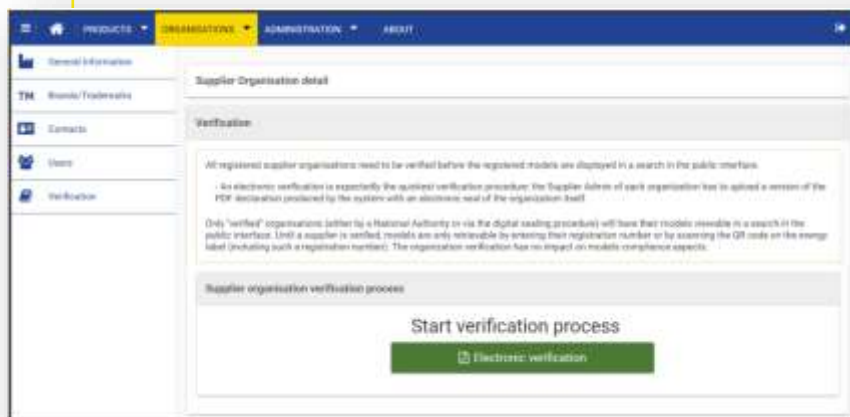 PRODUCTS
ORGANISATIONS
ADMINISTRATION
ABOUT
General Information
TM Brands/Trademarks
Contacts
Users
Verification
Supplier Organisation detail
Verification
All registered supplier organisations need to be verified before the registered models are displayed in a search in the public interface.
- An electronic verification is expectedly the quickest verification procedure: the Supplier Admin of each organization has to upload a version of the
PDF declaration produced by the system with an electronic seal of the organization itself
Only "verified" organisations (either by a National Authority or via the digital sealing procedure) will have their models viewable in a search in the
public interface. Until a supplier is verified, models are only retrievable by entering their registration number or by scanning the QR code on the energy
label (including such a registration number). The organization verification has no impact on models compliance aspects.
Supplier organisation verification process
Start verification process
Electronic verification